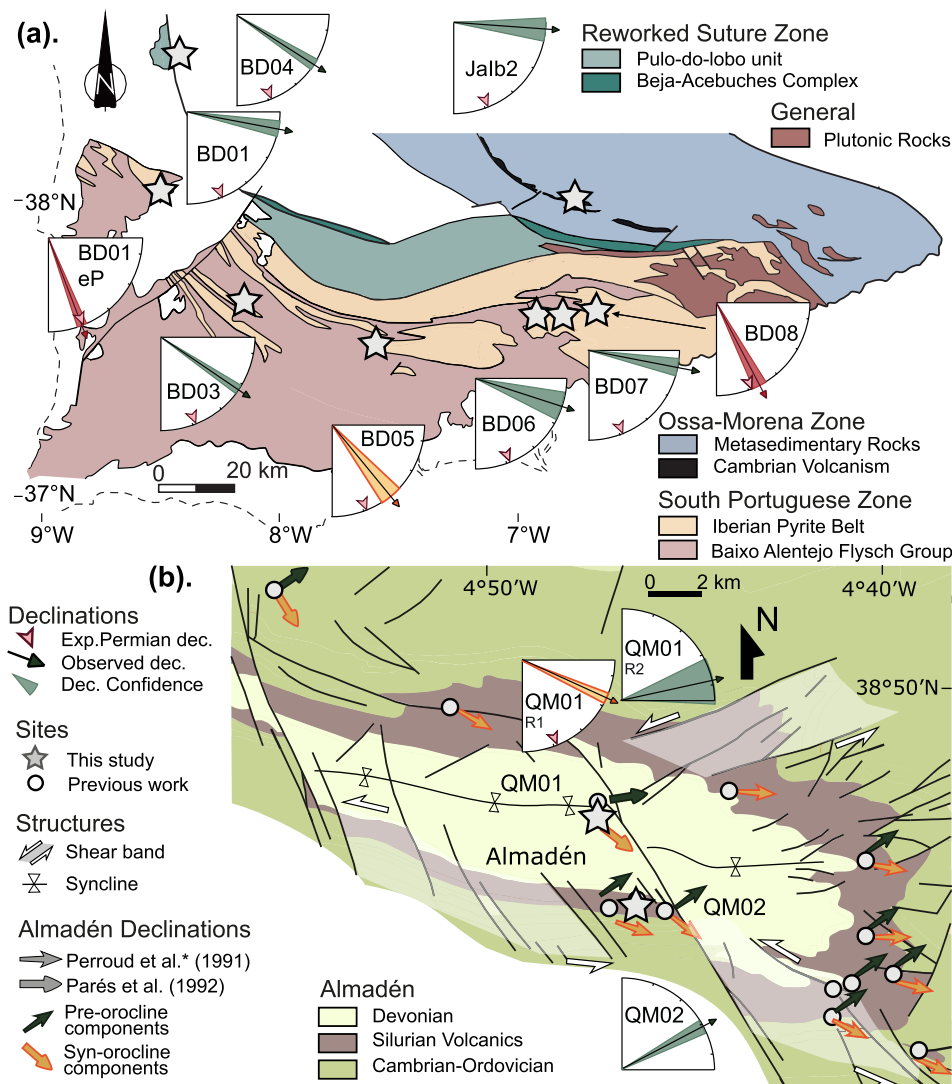 (a).
N
BD04
Jalb2
Reworked Suture Zone
Pulo-do-lobo unit
Beja-Acebuches Complex
General
Plutonic Rocks
BD01
38°N
BD01
eP
BD08
BD03
BD07
BD06
BD05
Ossa-Morena Zone
Metasedimentary Rocks
Cambrian Volcanism
0 20 km
37°N
South Portuguese Zone
Iberian Pyrite Belt
Baixo Alentejo Flysch Group
9°W 8°W 7°W
(b).
4°50'W
0 2 km
4°40'W
N
38°50'N
Declinations
Exp.Permian dec.
Observed dec.
Dec. Confidence
QM01
R2
QM01
R1
Sites
This study
Previous work
QM01
Structures
Shear band
Syncline
Almadén
QM02
Almadén Declinations
Perroud et al.* (1991)
Parés et al. (1992)
Pre-orocline
components
Syn-orocline
components
Almadén
Devonian
Silurian Volcanics
Cambrian-Ordovician
QM02